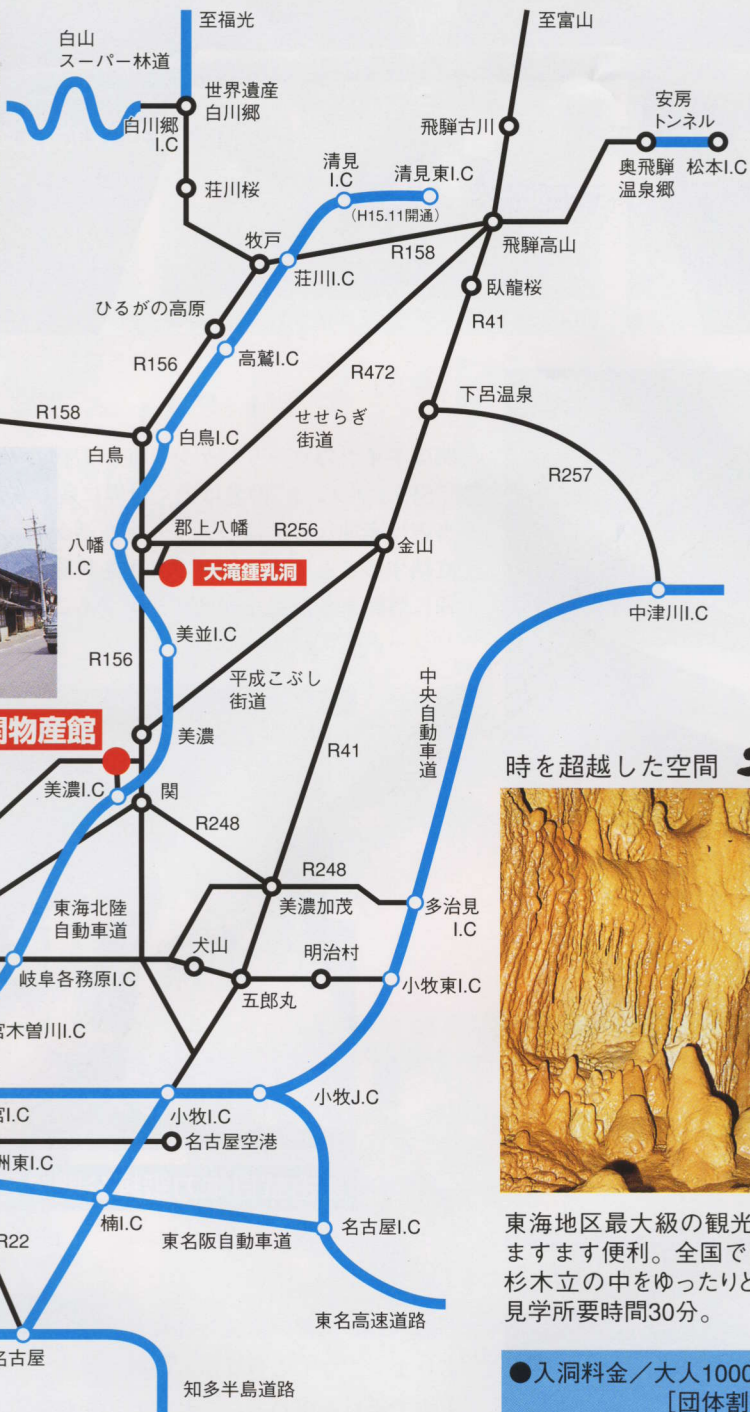 至福光
至富山
白山
スーパー林道
世界遺産
白川郷
白川郷
I.C
飛騨古川
安房
トンネル
奥飛騨
温泉郷
松本I.C
荘川桜
清見
I.C
清見東I.C
(H15.11開通)
牧戸
R158
飛騨高山
荘川I.C
臥龍桜
ひるがの高原
R41
R156
高鷲I.C
R472
下呂温泉
R158
せせらぎ
街道
白鳥
白鳥I.C
R257
八幡
I.C
郡上八幡
R256
金山
大滝鍾乳洞
中津川I.C
美並I.C
R156
平成こぶし
街道
中央自動車道
物産館
美濃
R41
美濃I.C
関
R248
R248
美濃加茂
多治見
I.C
東海北陸
自動車道
犬山
明治村
岐阜各務原I.C
五郎丸
小牧東I.C
木曽川I.C
I.C
小牧I.C
小牧J.C
名古屋空港
州東I.C
楠I.C
東名阪自動車道
名古屋I.C
R22
東名高速道路
名古屋
知多半島道路
時を超越した空間
東海地区最大級の観光
ますます便利。全国で
杉木立の中をゆったりと
見学所要時間30分。
●入洞料金／大人1000
[団体割